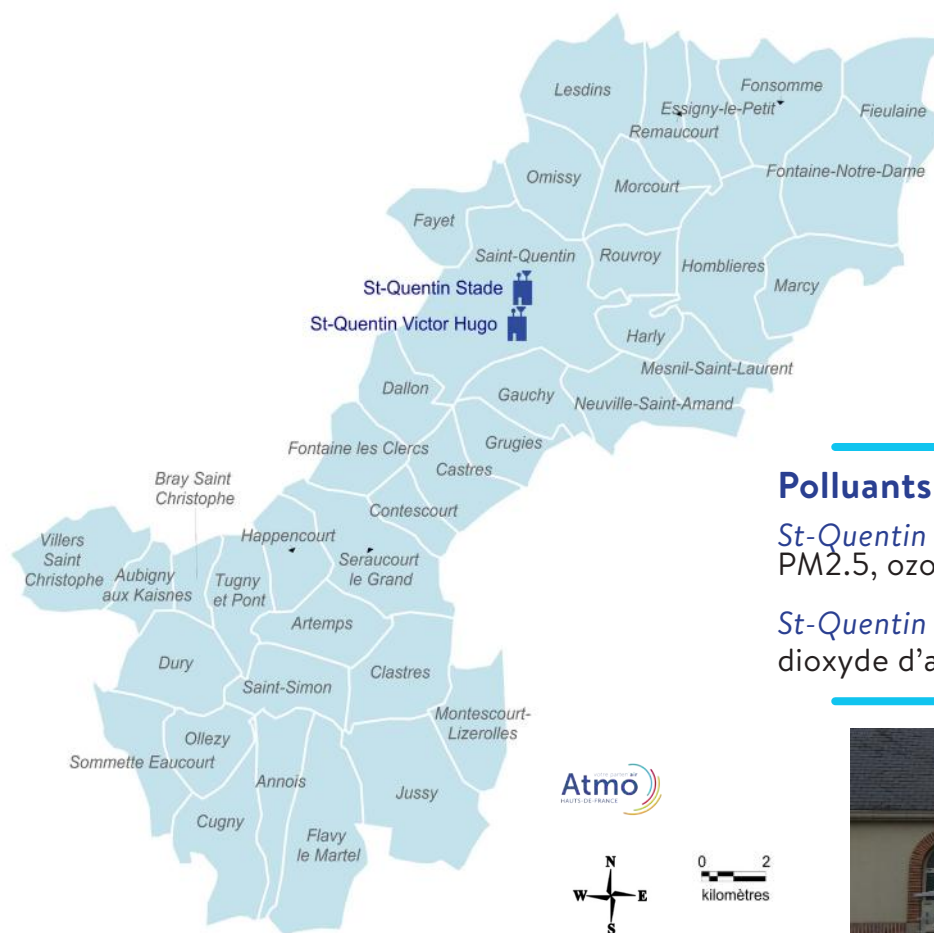 Lesdins
Fonsomme
Essigny-le-Petit
Fieulaine
Remaucourt
Omissy
Morcourt
Fontaine-Notre-Dame
Fayet
Saint-Quentin
Rouvroy
Homblieres
Marcy
St-Quentin Stade
St-Quentin Victor Hugo
Harly
Mesnil-Saint-Laurent
Dallon
Gauchy
Neuville-Saint-Amand
Fontaine les Clercs
Grugies
Castres
Bray Saint
Christophe
Contescourt
Happencourt
Villers
Saint
Christophe
Aubigny
aux Kaisnes
Tugny
et Pont
Seraucourt
le Grand
Artemps
Dury
Saint-Simon
Clastres
Montescourt-
Lizerolles
Ollezy
Sommette Eaucourt
Annois
Jussy
Cugny
Flavy
le Martel
Polluants
St-Quentin
PM2.5, ozo
St-Quentin
dioxyde d'a
Atmo
HAUTS-DE-FRANCE
N
W E
S
0 2
kilomètres